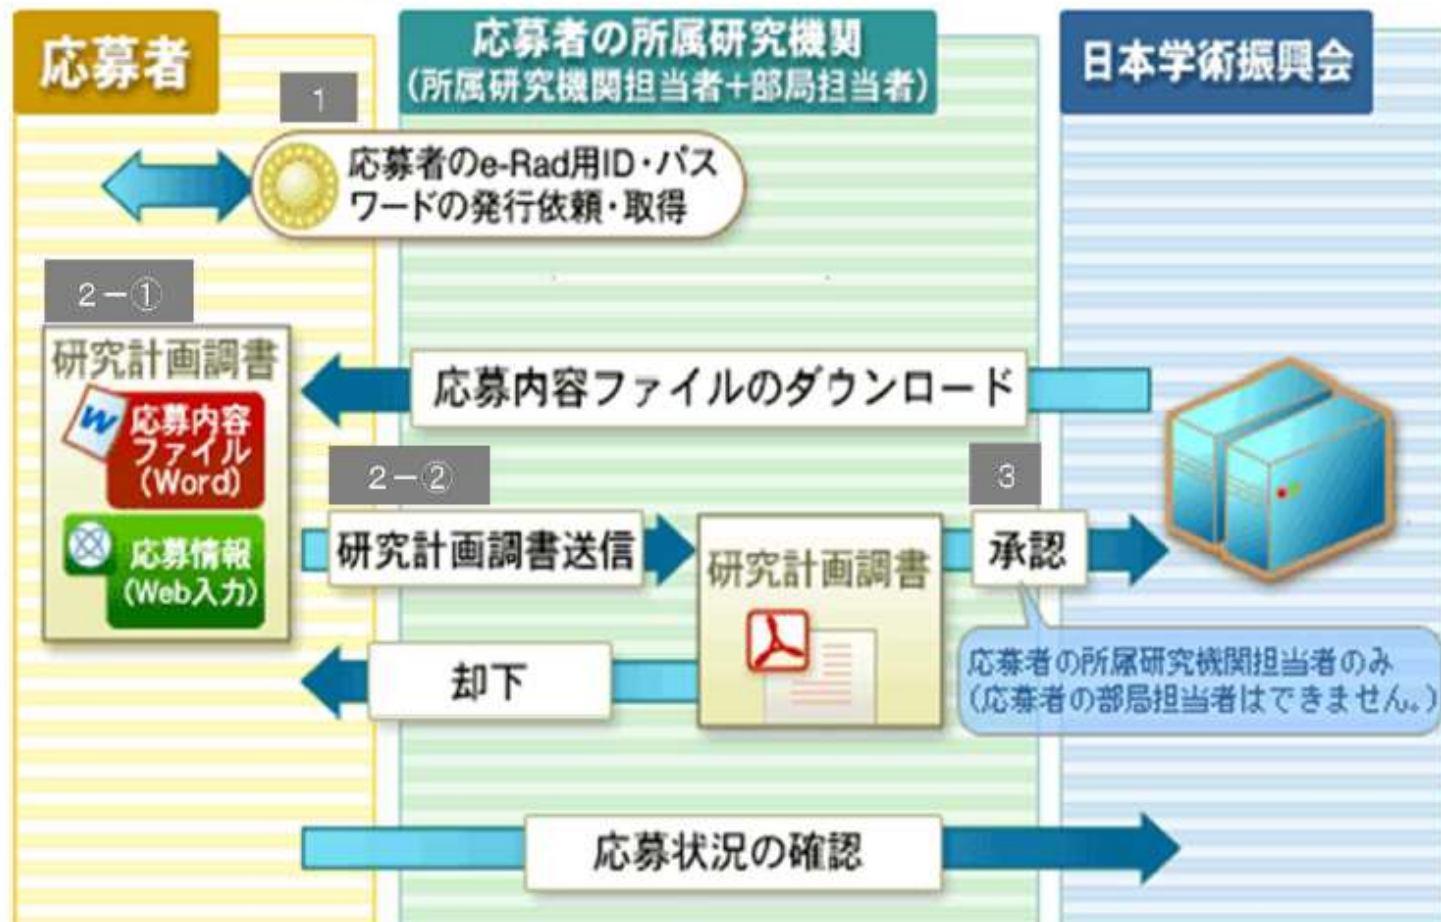 応募者
応募者の所属研究機関
(所属研究機関担当者+部局担当者)
日本学術振興会
1
応募者のe-Rad用ID・パス
ワードの発行依頼・取得
2-①
研究計画調書
W
応募内容
ファイル
(Word)
応募情報
(Web入力)
応募内容ファイルのダウンロード
2-②
研究計画調書送信
研究計画調書
3
承認
応募者の所属研究機関担当者のみ
(応募者の部局担当者はできません。)
却下
応募状況の確認